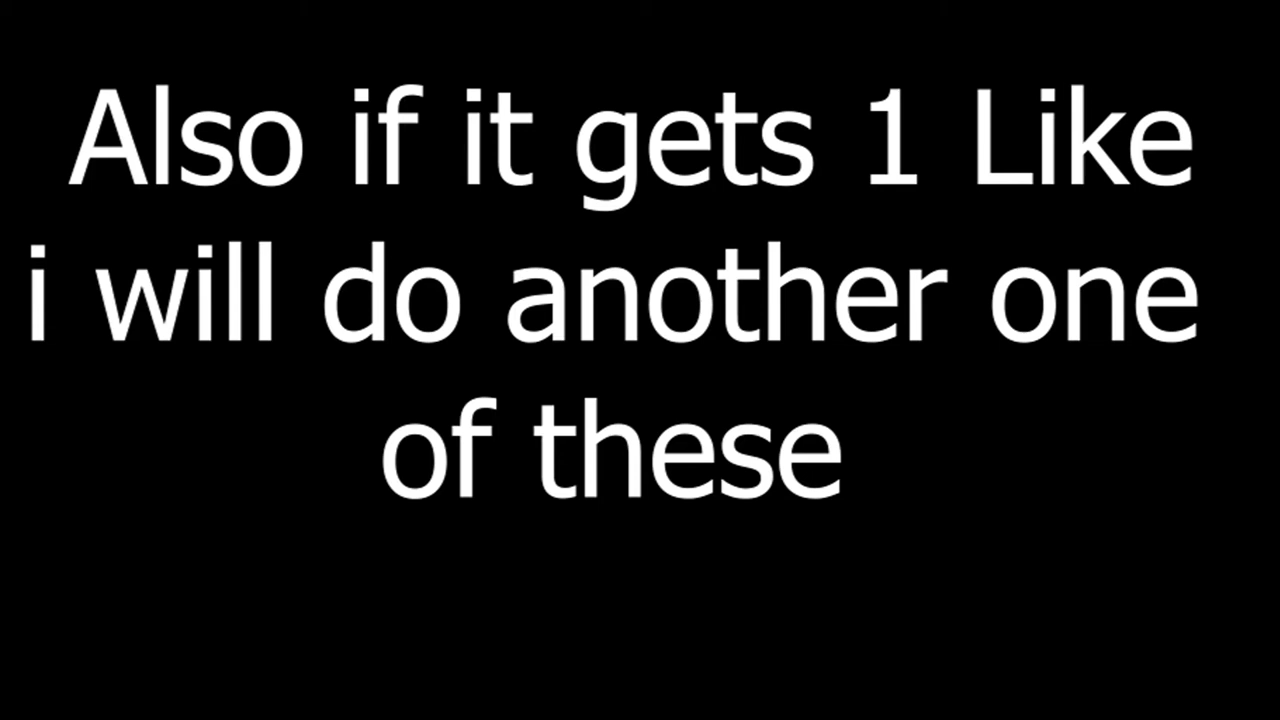 Also if it gets 1 Like
i will do another one
of these